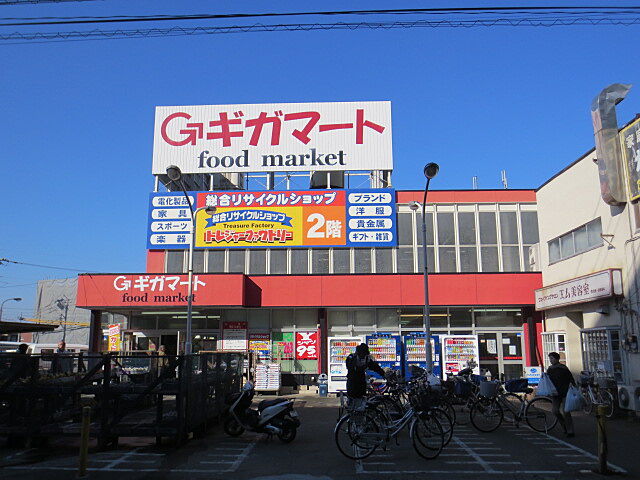 ギガマート
food market
電化製品
家具
スポーツ
楽器
総合リサイクルショップ
総合リサイクルショップ
トレジャーファクトリー
Treasure Factory
2階
ブランド
洋服
貴金属
ギフト・雑貨
ギガマート
food market
93
エムア美容室